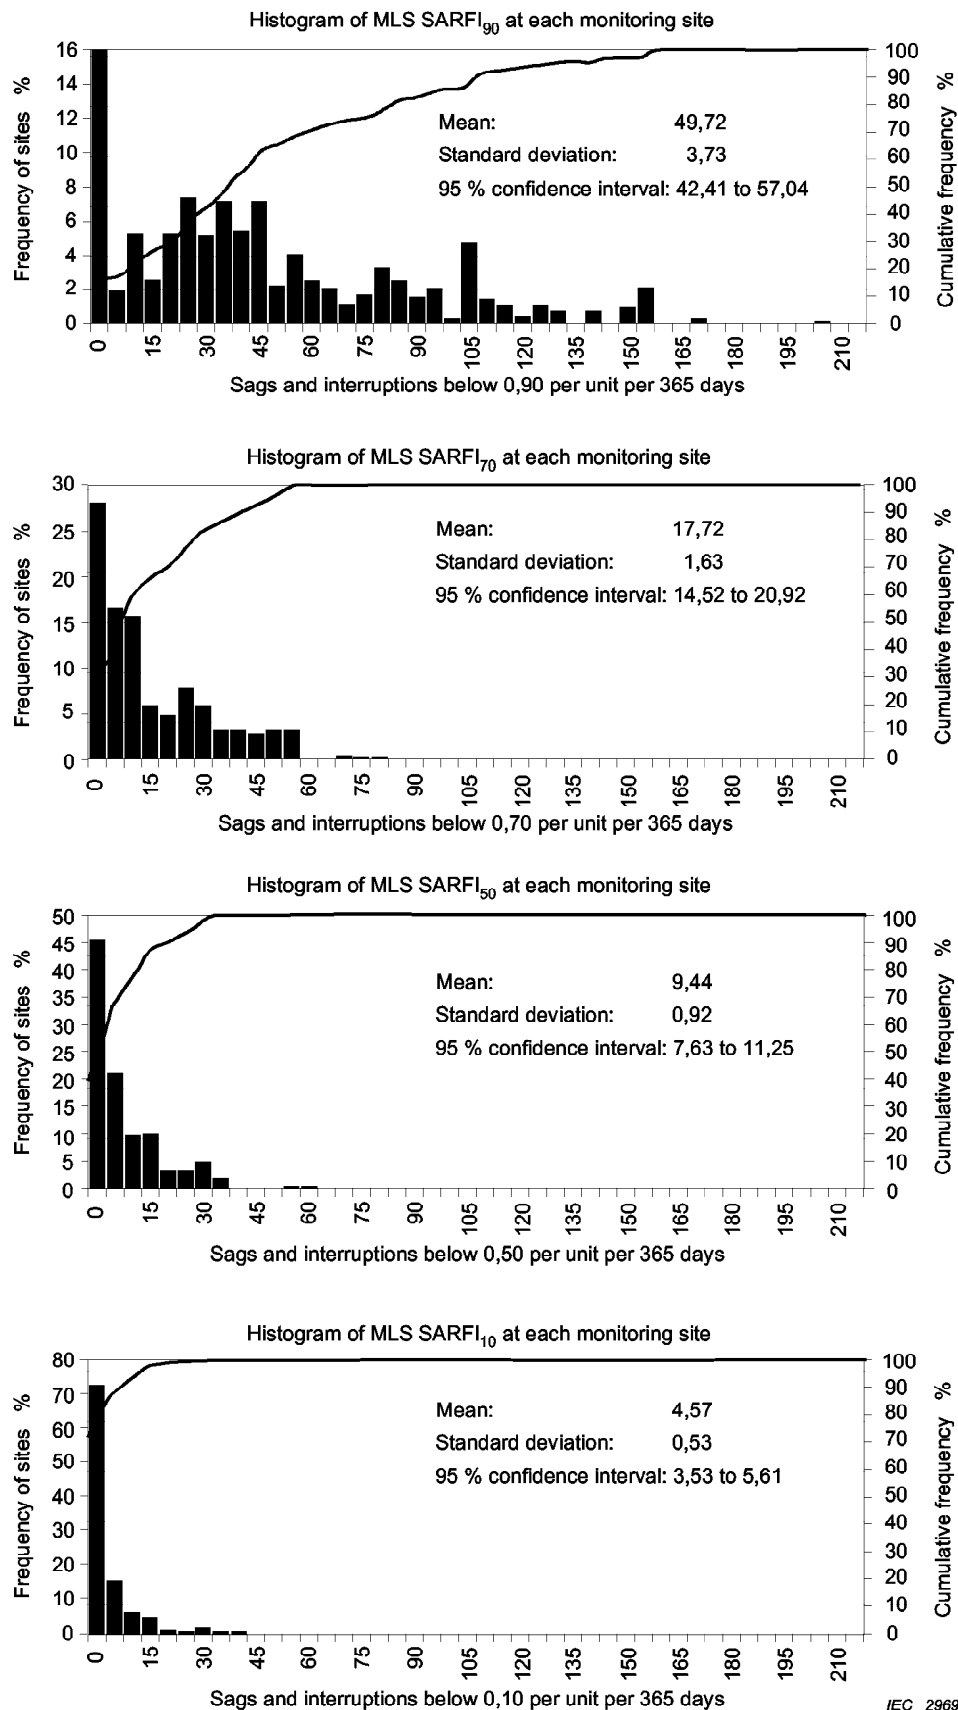 Histogram of MLS SARFI90 at each monitoring site
Frequency of sites %
16
14
12
10
8
6
4
2
0
100
90
80
70
60
50
40
30
20
10
0
Cumulative frequency %
Mean: 49,72
Standard deviation: 3,73
95 % confidence interval: 42,41 to 57,04
0 15 30 45 60 75 90 105 120 135 150 165 180 195 210
Sags and interruptions below 0,90 per unit per 365 days
Histogram of MLS SARFI70 at each monitoring site
Frequency of sites %
30
25
20
15
10
5
0
100
90
80
70
60
50
40
30
20
10
0
Cumulative frequency %
Mean: 17,72
Standard deviation: 1,63
95 % confidence interval: 14,52 to 20,92
0 15 30 45 60 75 90 105 120 135 150 165 180 195 210
Sags and interruptions below 0,70 per unit per 365 days
Histogram of MLS SARFI50 at each monitoring site
Frequency of sites %
50
45
40
35
30
25
20
15
10
5
0
100
90
80
70
60
50
40
30
20
10
0
Cumulative frequency %
Mean: 9,44
Standard deviation: 0,92
95 % confidence interval: 7,63 to 11,25
0 15 30 45 60 75 90 105 120 135 150 165 180 195 210
Sags and interruptions below 0,50 per unit per 365 days
Histogram of MLS SARFI10 at each monitoring site
Frequency of sites %
80
70
60
50
40
30
20
10
0
100
90
80
70
60
50
40
30
20
10
0
Cumulative frequency %
Mean: 4,57
Standard deviation: 0,53
95 % confidence interval: 3,53 to 5,61
0 15 30 45 60 75 90 105 120 135 150 165 180 195 210
Sags and interruptions below 0,10 per unit per 365 days
IEC 2969